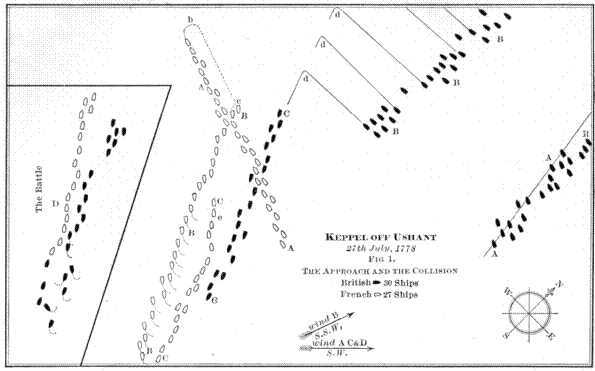 b
d
d
d
B
A
c
B
C
B
B
A
R
The Battle
D
C
c
B
A
A
C
B
C
KEPPEL OFF USHANT
27th July, 1778
FIG 1.
THE APPROACH AND THE COLLISION
British 30 Ships
French 27 Ships
wind B
S.S.W.
wind A C & D
S.W.
W
N
S
E